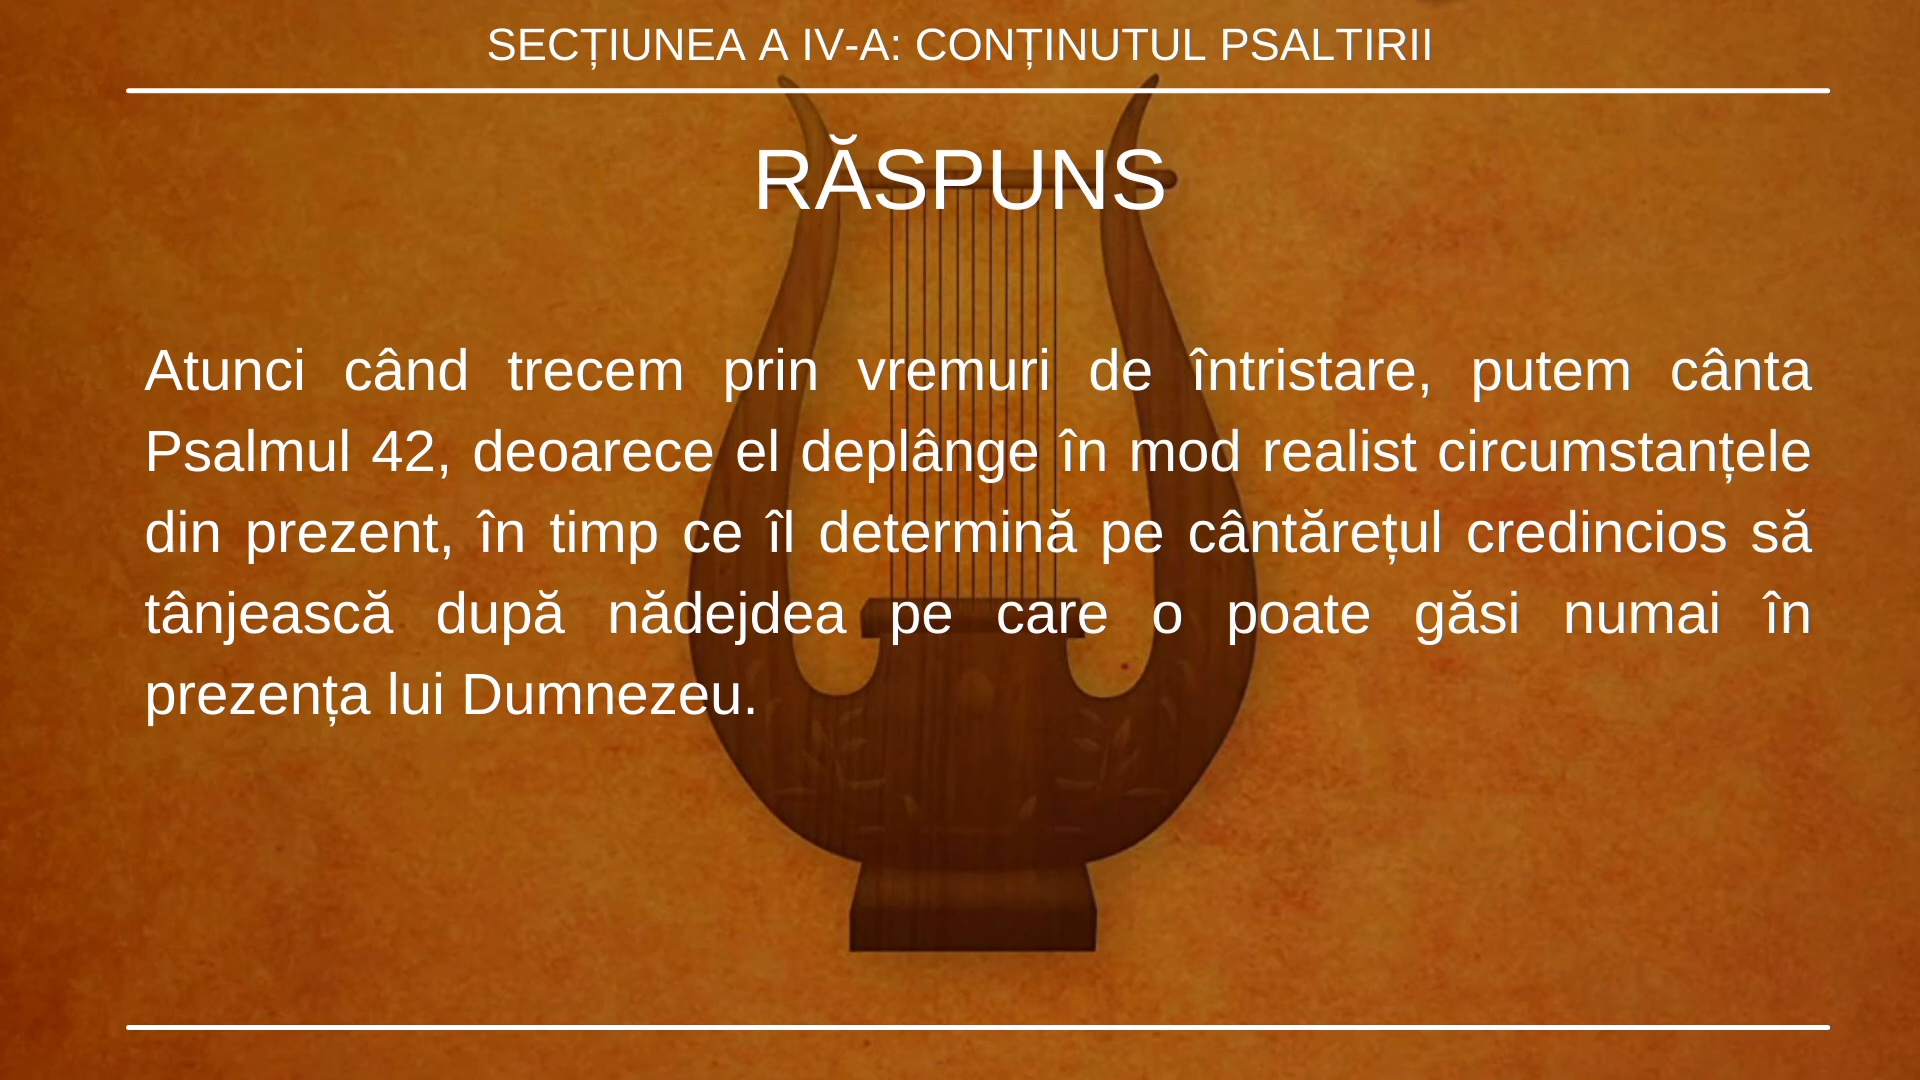 SECȚIUNEA A IV-A: CONȚINUTUL PSALTIRII
RĂSPUNS
Atunci când trecem prin vremuri de întristare, putem cânta
Psalmul 42, deoarece el deplânge în mod realist circumstanțele
din prezent, în timp ce îl determină pe cântărețul credincios să
tânjească după nădejdea pe care o poate găsi numai în
prezența lui Dumnezeu.